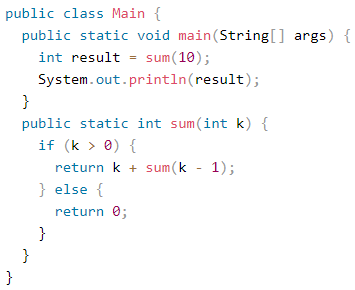 public class Main {
  public static void main(String[] args) {
    int result = sum(10);
    System.out.println(result);
  }
  public static int sum(int k) {
    if (k > 0) {
      return k + sum(k - 1);
    } else {
      return 0;
    }
  }
}